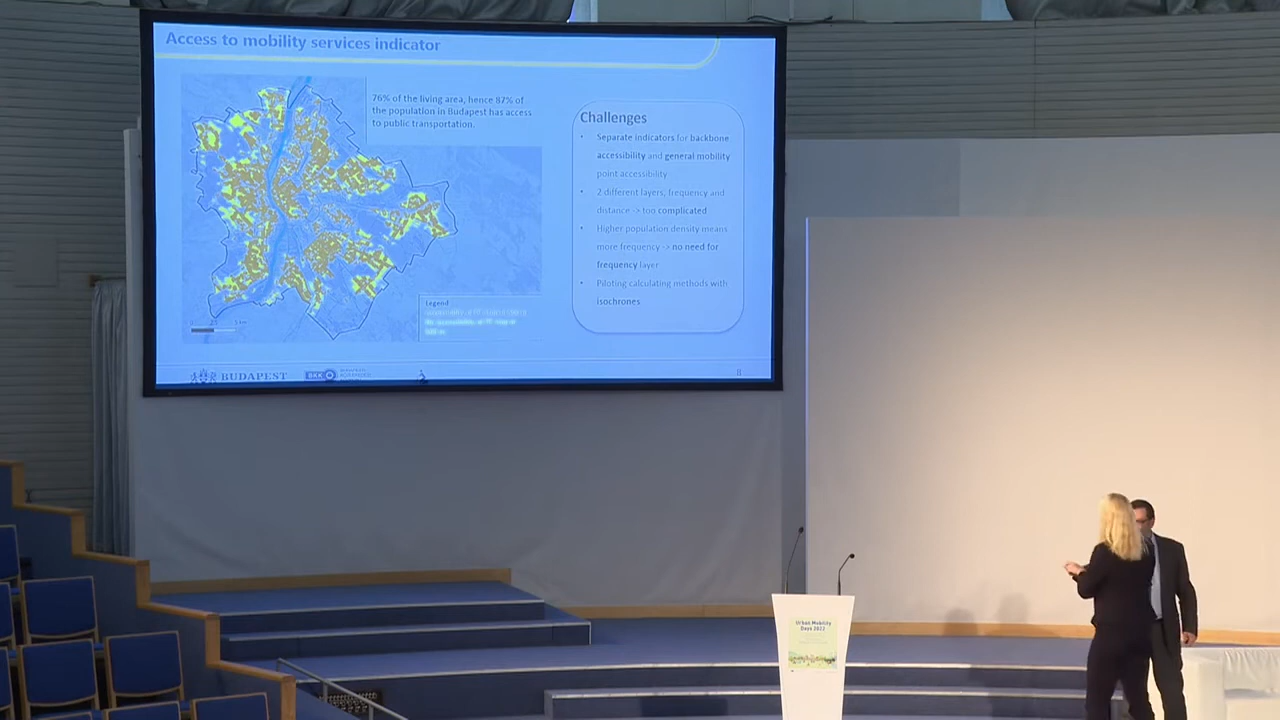 Access to mobility services indicator
76% of the living area, hence 87% of
the population in Budapest has access
to public transportation.
Challenges
• Separate indicators for backbone
accessibility and general mobility
point accessibility
• 2 different layers, frequency and
distance -> too complicated
• Higher population density means
more frequency -> no need for
frequency layer
• Piloting calculating methods with
isochrones
Legend
BUDAPEST
BKK
8
Urban Mobility
Days 2022